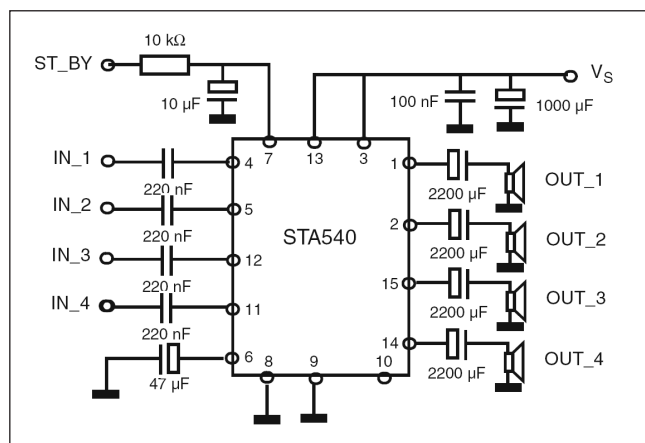 10 kΩ
ST_BY
V_S
10 µF
100 nF
1000 µF
7
13
3
IN_1
4
1
220 nF
2200 µF
OUT_1
IN_2
5
2
220 nF
STA540
2200 µF
OUT_2
IN_3
12
15
220 nF
2200 µF
OUT_3
IN_4
11
14
220 nF
2200 µF
OUT_4
6
8
9
10
47 µF